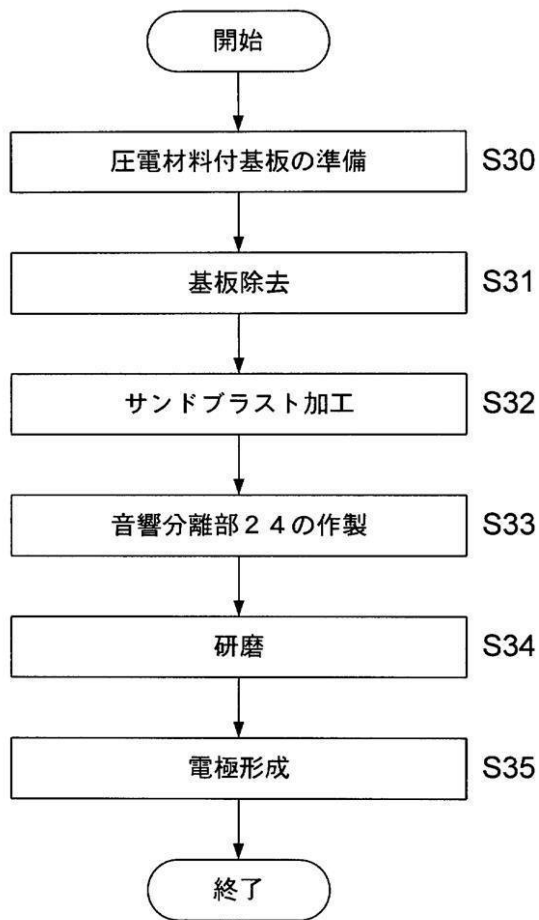 開始
圧電材料付基板の準備 S30
基板除去 S31
サンドブラスト加工 S32
音響分離部２４の作製 S33
研磨 S34
電極形成 S35
終了